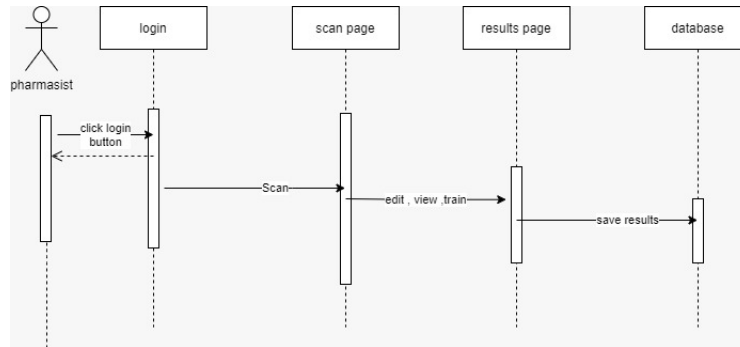 login
scan page
results page
database
pharmasist
click login
button
Scan
edit , view ,train
save results